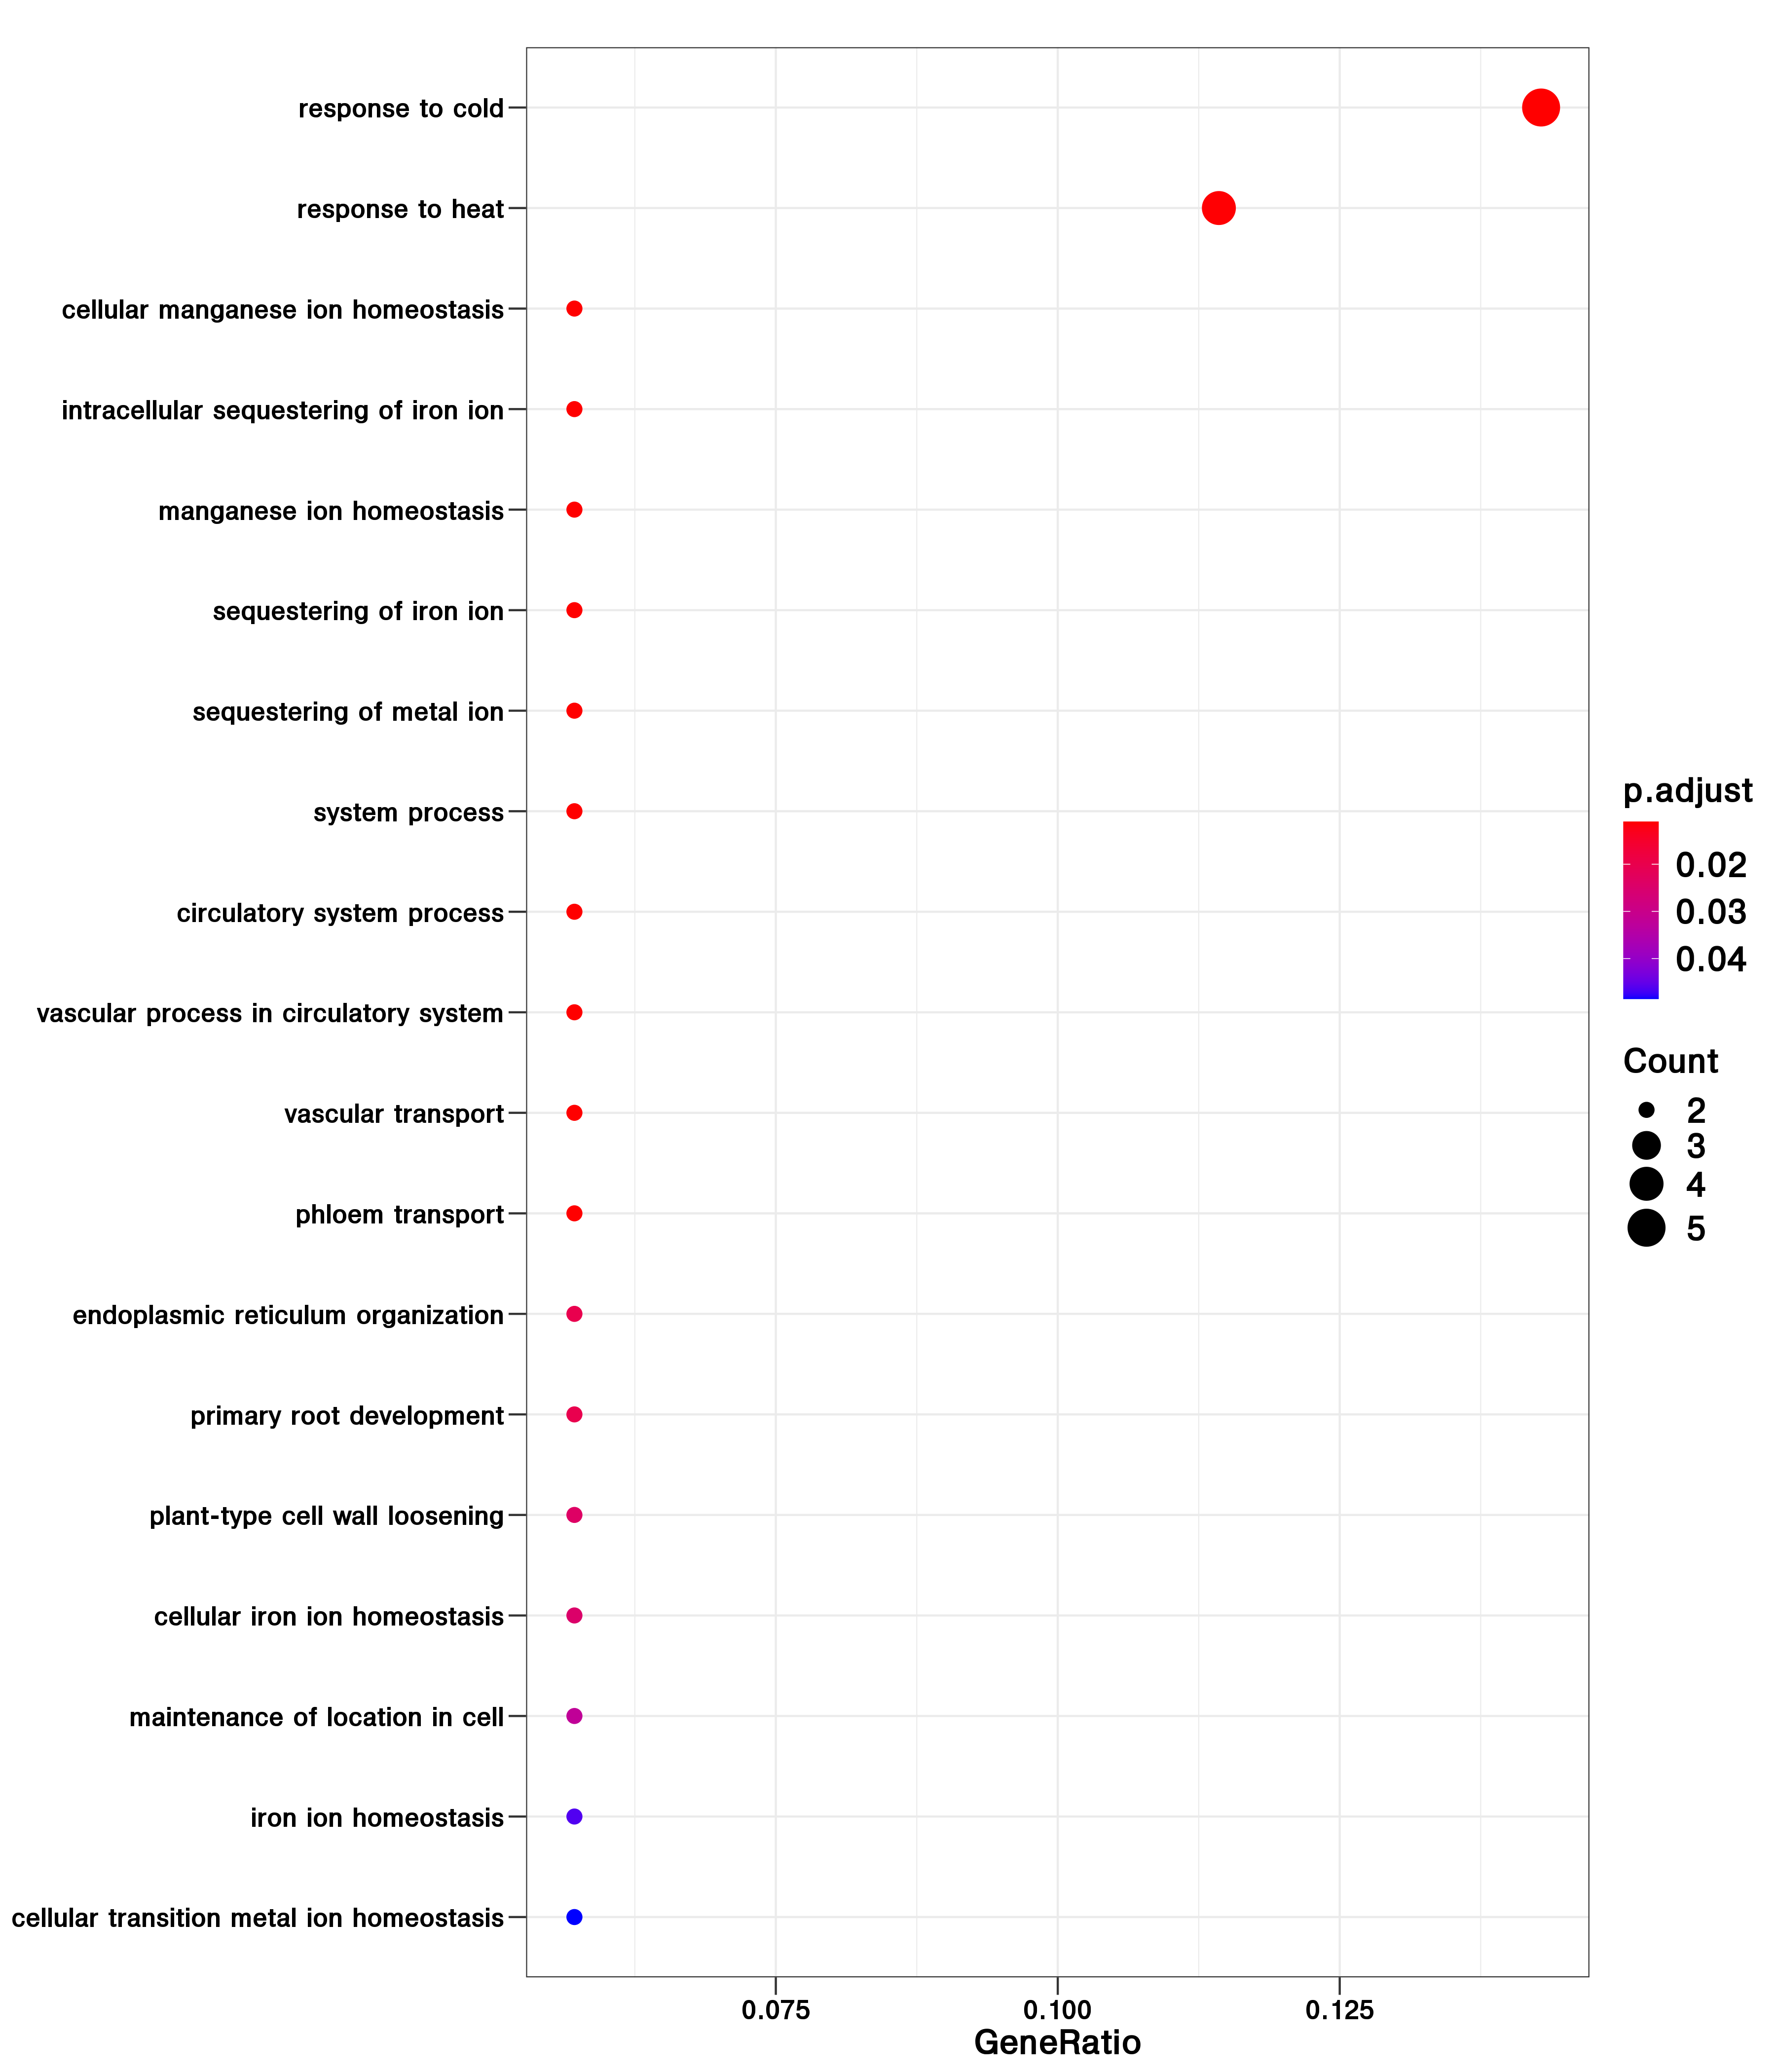 response to cold
response to heat
cellular manganese ion homeostasis
intracellular sequestering of iron ion
manganese ion homeostasis
sequestering of iron ion
sequestering of metal ion
system process
circulatory system process
vascular process in circulatory system
vascular transport
phloem transport
endoplasmic reticulum organization
primary root development
plant-type cell wall loosening
cellular iron ion homeostasis
maintenance of location in cell
iron ion homeostasis
cellular transition metal ion homeostasis
0.075 0.100 0.125
GeneRatio
p.adjust
0.02
0.03
0.04
Count
2
3
4
5